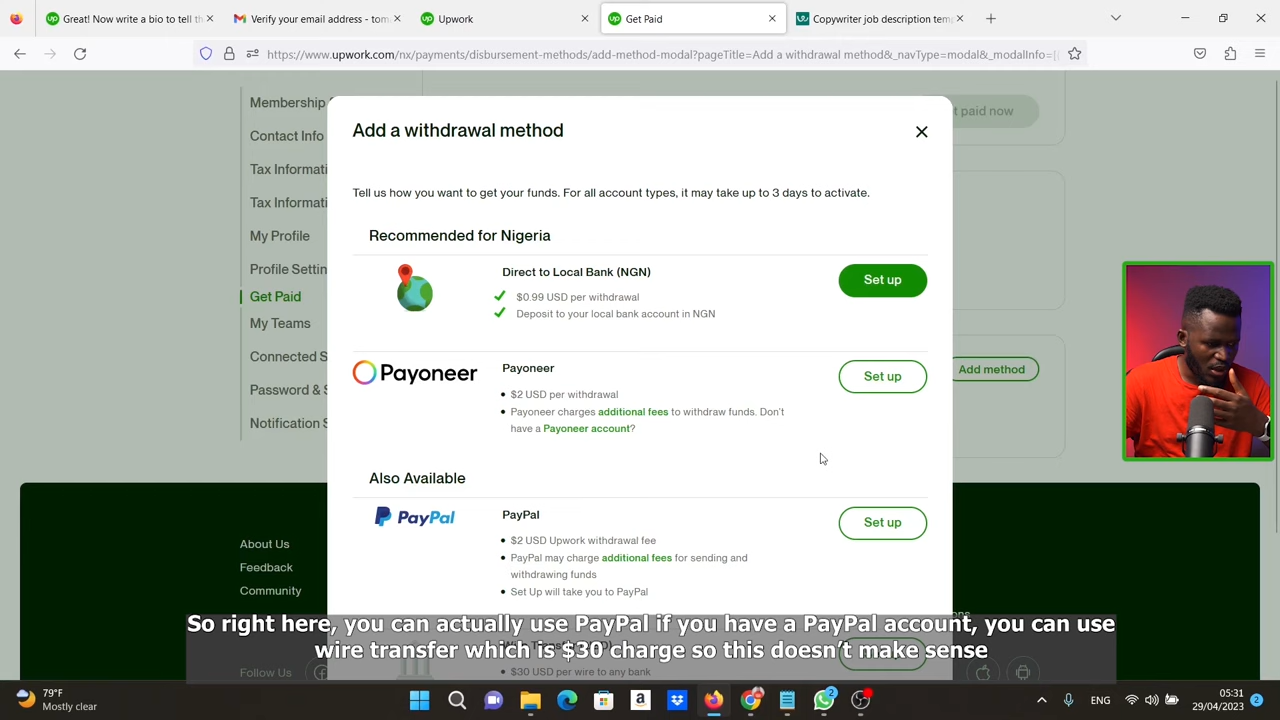 Great! Now write a bio to tell th
Verify your email address - tom
Upwork
Get Paid
Copywriter job description tem
https://www.upwork.com/nx/payments/disbursement-methods/add-method-modal?pageTitle=Add a withdrawal method&_navType=modal&_modalInfo=[
Membership
Contact Info
Tax Informati
Tax Informati
My Profile
Profile Settin
Get Paid
My Teams
Connected S
Password &
Notification S
t paid now
Add method
Add a withdrawal method
Tell us how you want to get your funds. For all account types, it may take up to 3 days to activate.
Recommended for Nigeria
Direct to Local Bank (NGN)
$0.99 USD per withdrawal
Deposit to your local bank account in NGN
Set up
Payoneer
Payoneer
$2 USD per withdrawal
Payoneer charges additional fees to withdraw funds. Don't
have a Payoneer account?
Set up
Also Available
PayPal
PayPal
$2 USD Upwork withdrawal fee
PayPal may charge additional fees for sending and
withdrawing funds
Set Up will take you to PayPal
Set up
$30 USD per wire to any bank
About Us
Feedback
Community
Follow Us
So right here, you can actually use PayPal if you have a PayPal account, you can use
wire transfer which is $30 charge so this doesn't make sense
79°F
Mostly clear
2
ENG
05:31
29/04/2023
2